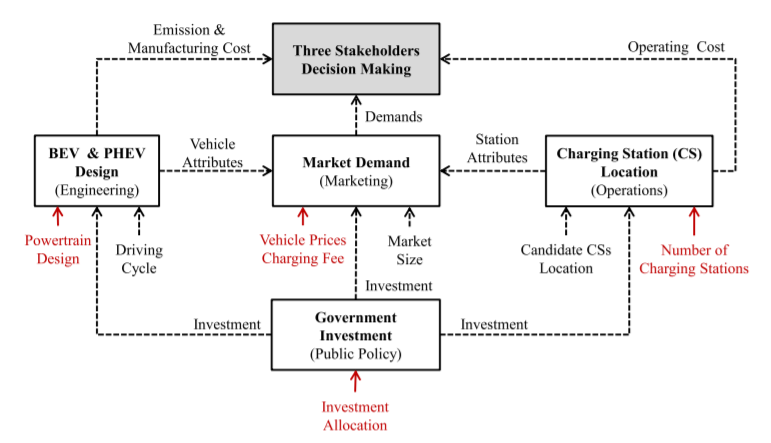 Emission &
Manufacturing Cost
Three Stakeholders
Decision Making
Operating Cost
Demands
BEV & PHEV
Design
(Engineering)
Vehicle
Attributes
Market Demand
(Marketing)
Station
Attributes
Charging Station (CS)
Location
(Operations)
Powertrain
Design
Driving
Cycle
Vehicle Prices
Charging Fee
Market
Size
Candidate CSs
Location
Number of
Charging Stations
Investment
Investment
Government
Investment
(Public Policy)
Investment
Investment
Allocation